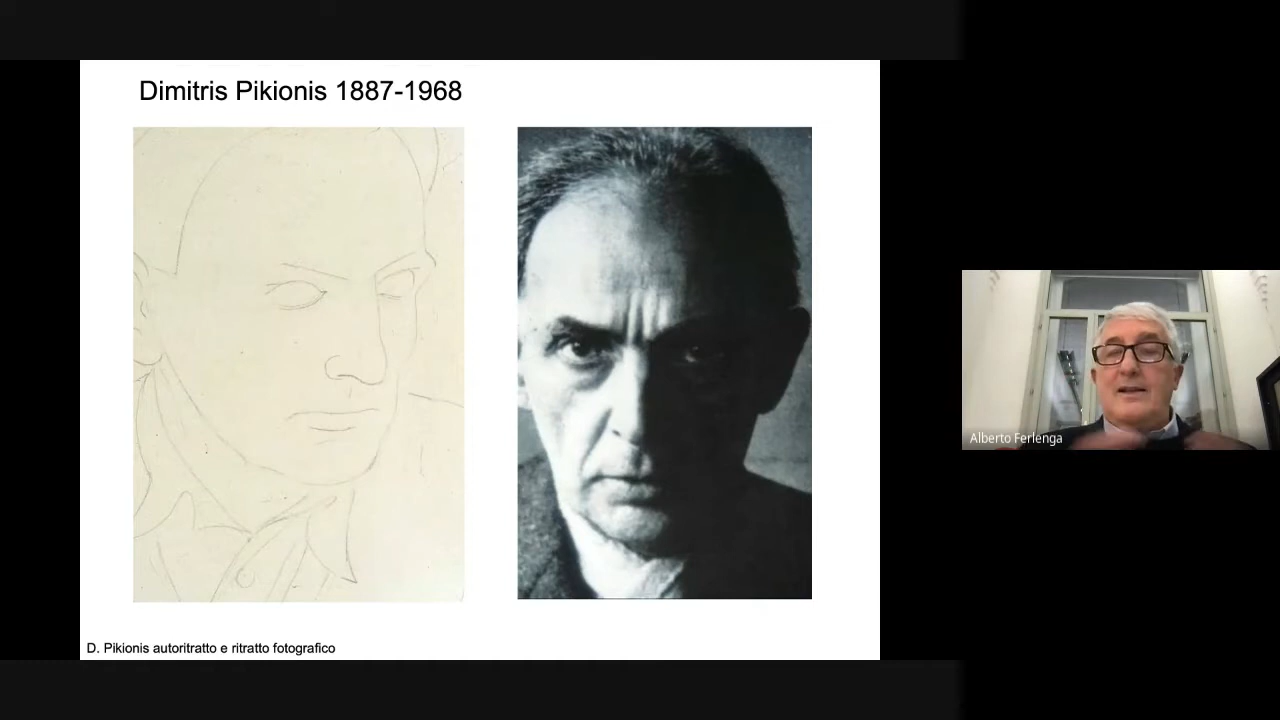 Dimitris Pikionis 1887-1968
D. Pikionis autoritratto e ritratto fotografico
Alberto Ferlenga